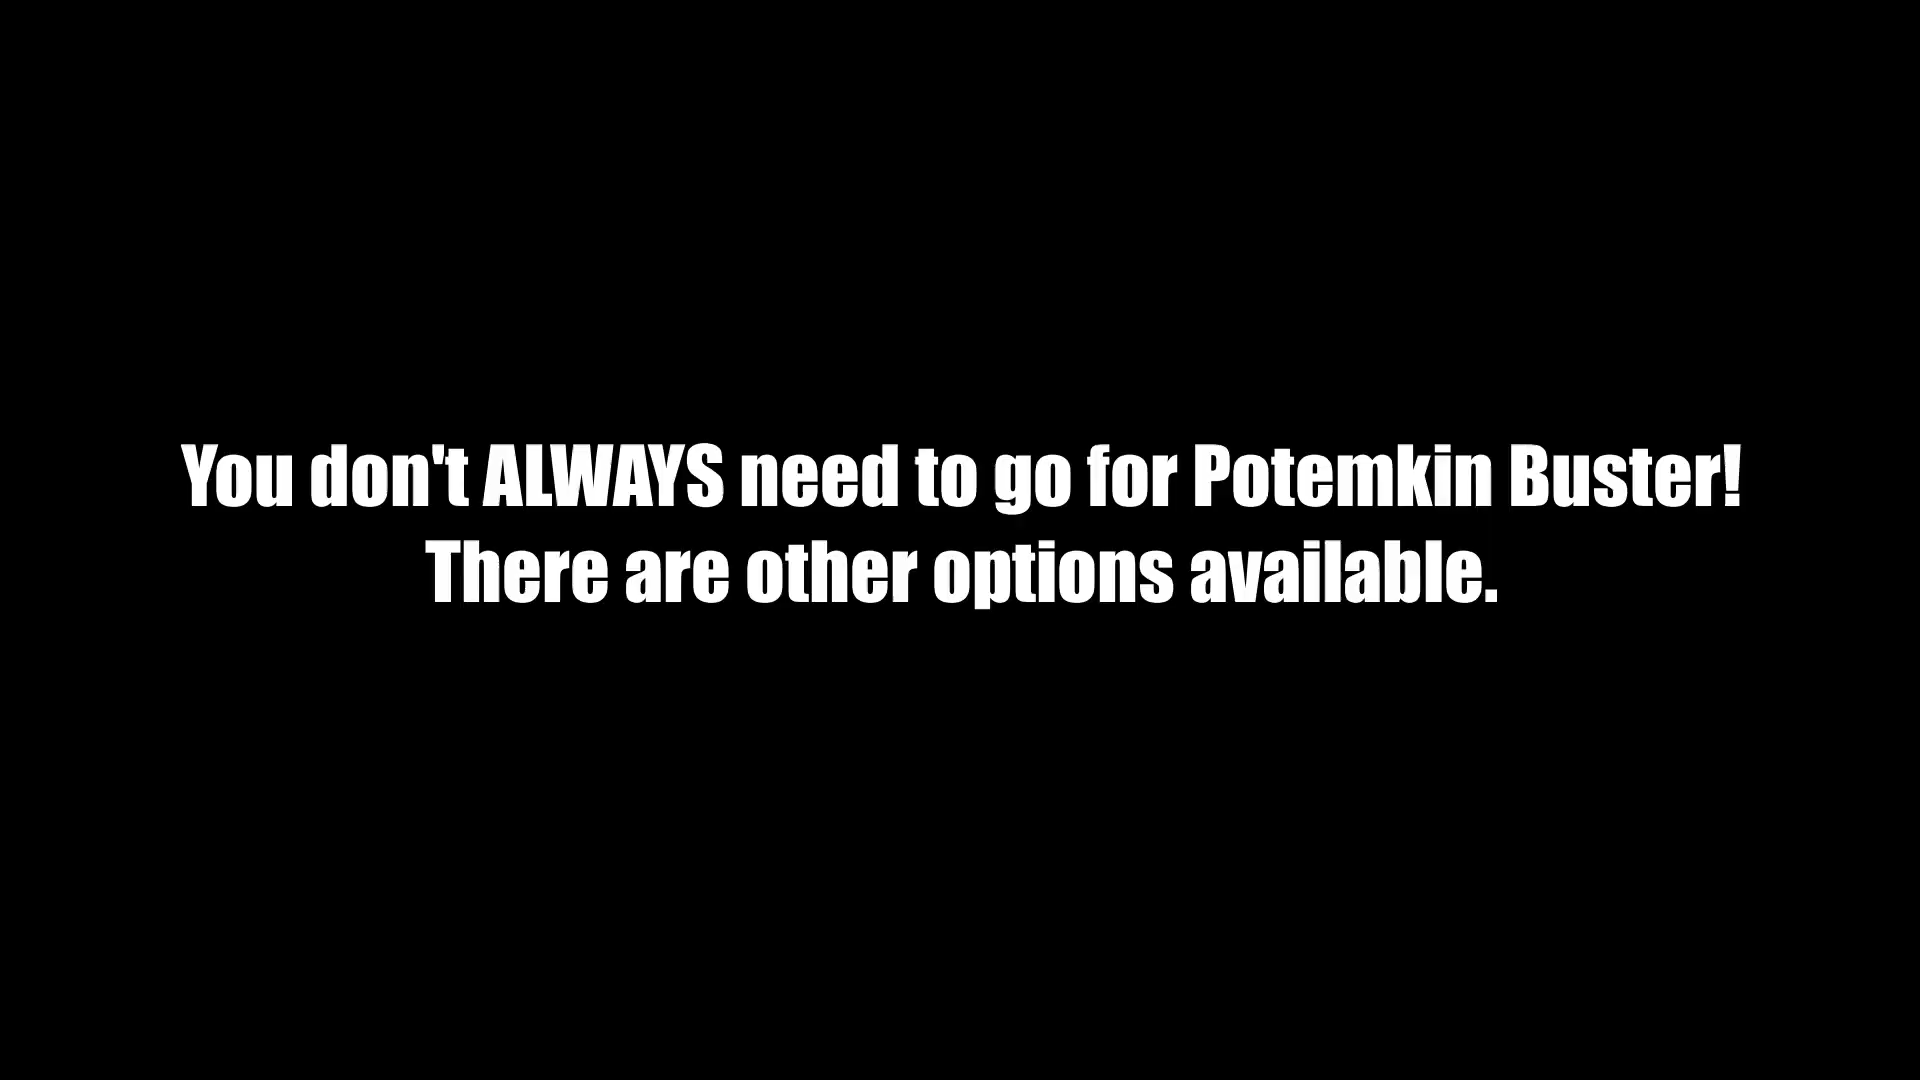 You don't ALWAYS need to go for Potemkin Buster!
There are other options available.